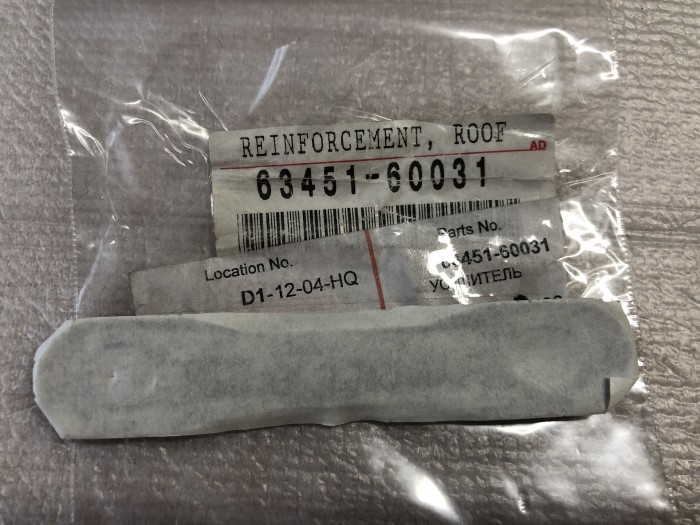 REINFORCEMENT, ROOF
AD
63451-60031
Location No.
Parts No.
D1-12-04-HQ
63451-60031
УСИЛИТЕЛЬ